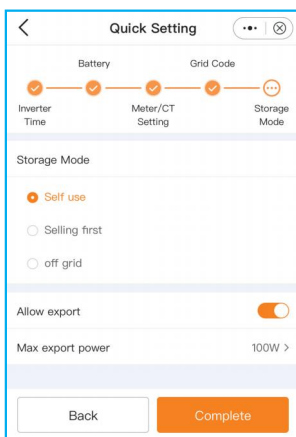 Quick Setting
Battery Grid Code
Inverter Time
Meter/CT Setting
Storage Mode
Storage Mode
Self use
Selling first
off grid
Allow export
Max export power 100W >
Back Complete